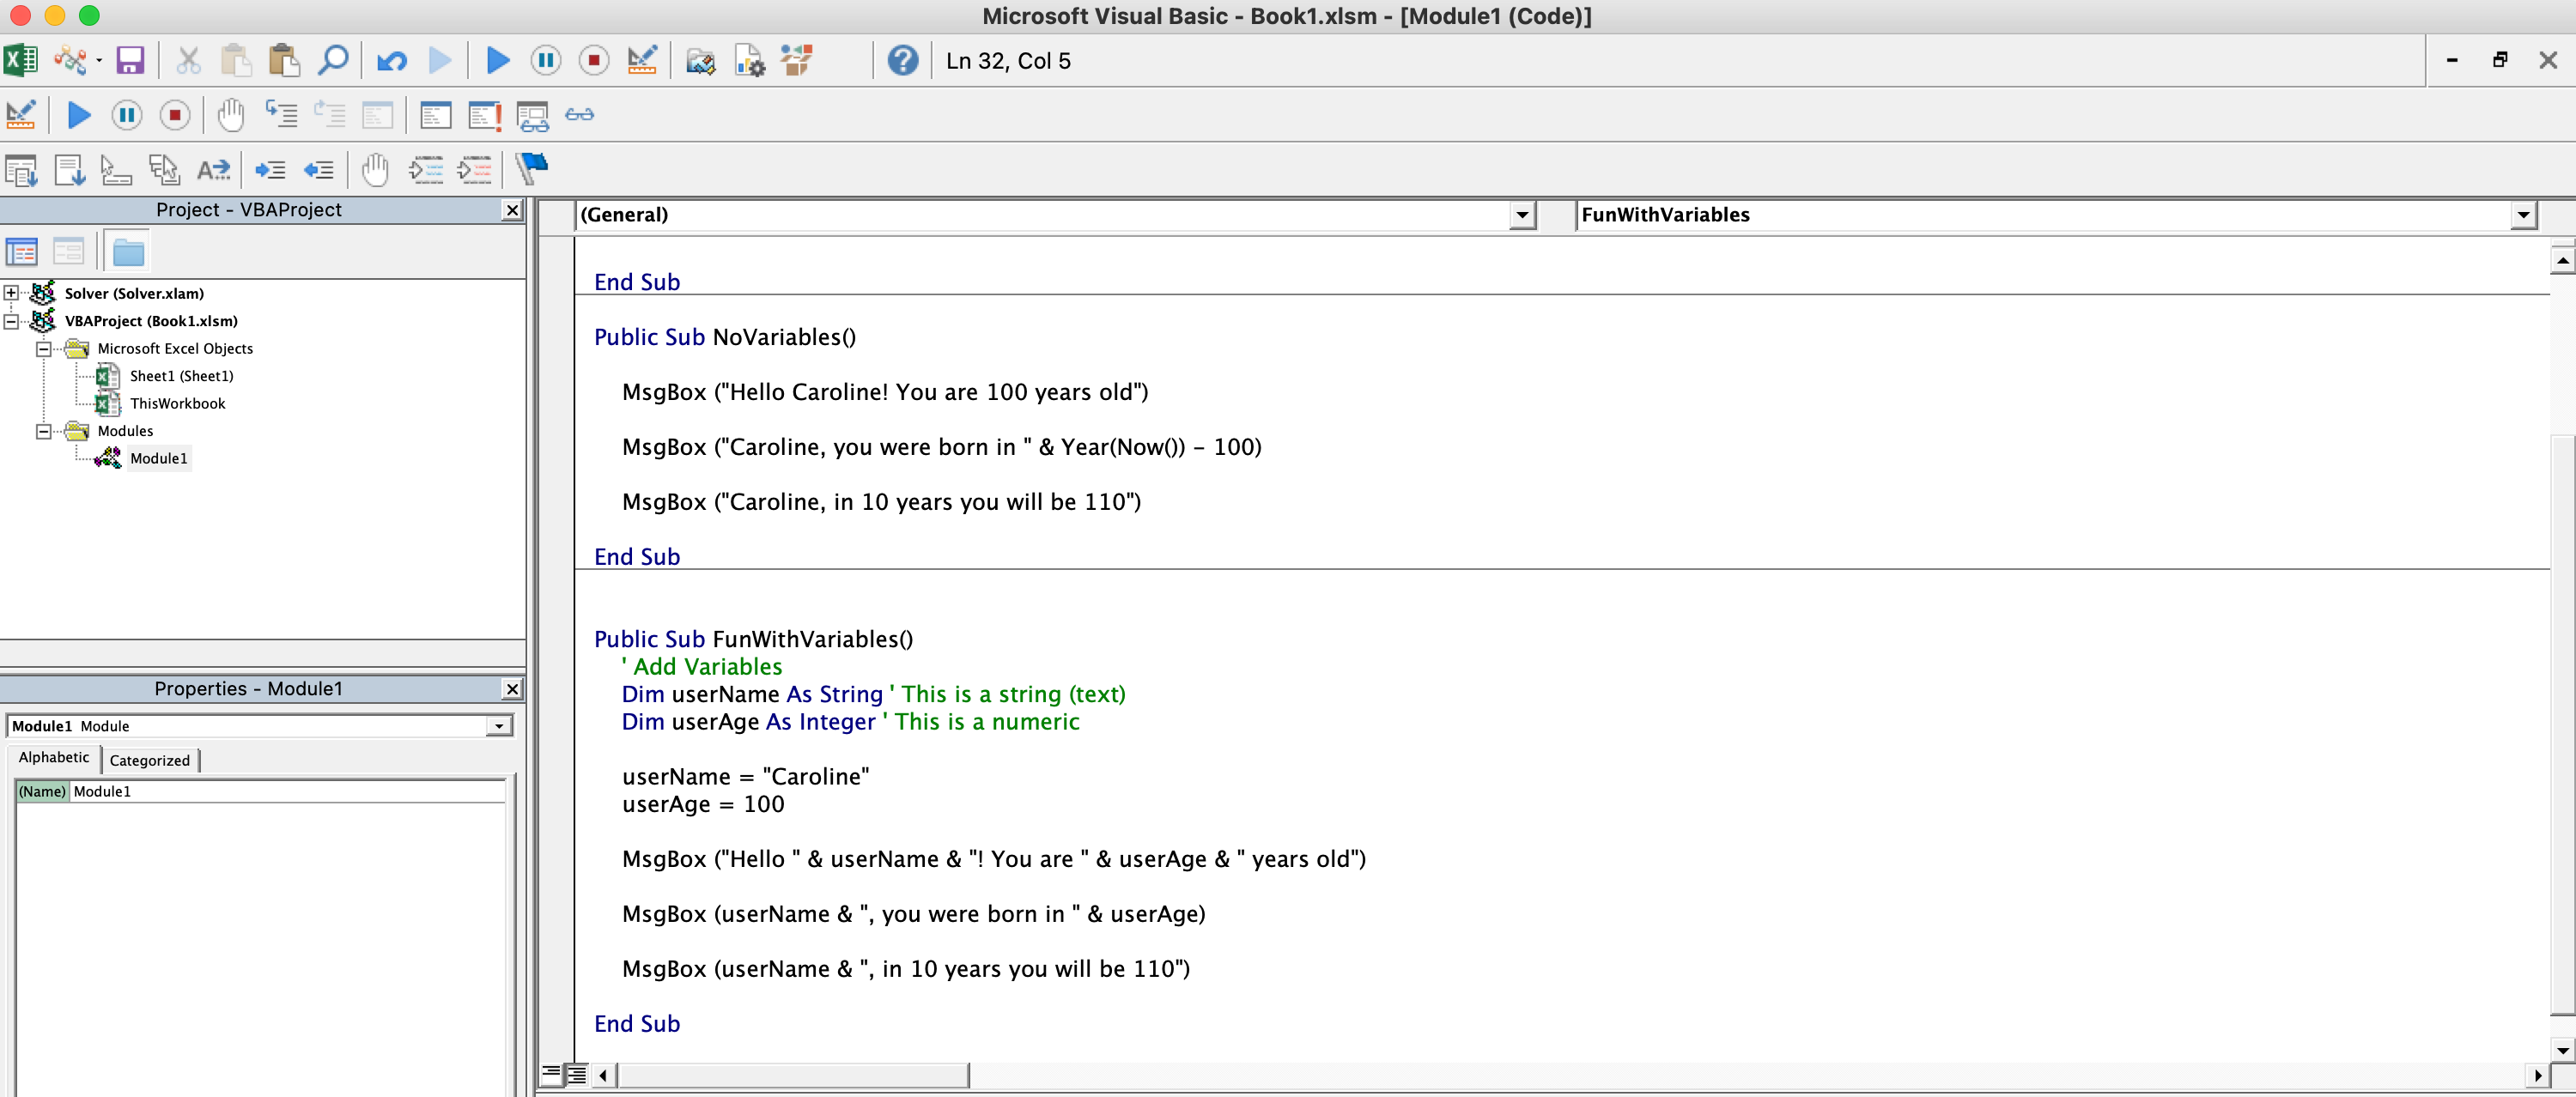 Microsoft Visual Basic - Book1.xlsm - [Module1 (Code)]
Ln 32, Col 5
Project - VBAProject
Solver (Solver.xlam)
VBAProject (Book1.xlsm)
Microsoft Excel Objects
Sheet1 (Sheet1)
ThisWorkbook
Modules
Module1
Properties - Module1
Module1 Module
Alphabetic Categorized
(Name) Module1
(General) FunWithVariables
End Sub
Public Sub NoVariables()
MsgBox ("Hello Caroline! You are 100 years old")
MsgBox ("Caroline, you were born in " & Year(Now()) - 100)
MsgBox ("Caroline, in 10 years you will be 110")
End Sub
Public Sub FunWithVariables()
' Add Variables
Dim userName As String ' This is a string (text)
Dim userAge As Integer ' This is a numeric
userName = "Caroline"
userAge = 100
MsgBox ("Hello " & userName & "! You are " & userAge & " years old")
MsgBox (userName & ", you were born in " & userAge)
MsgBox (userName & ", in 10 years you will be 110")
End Sub